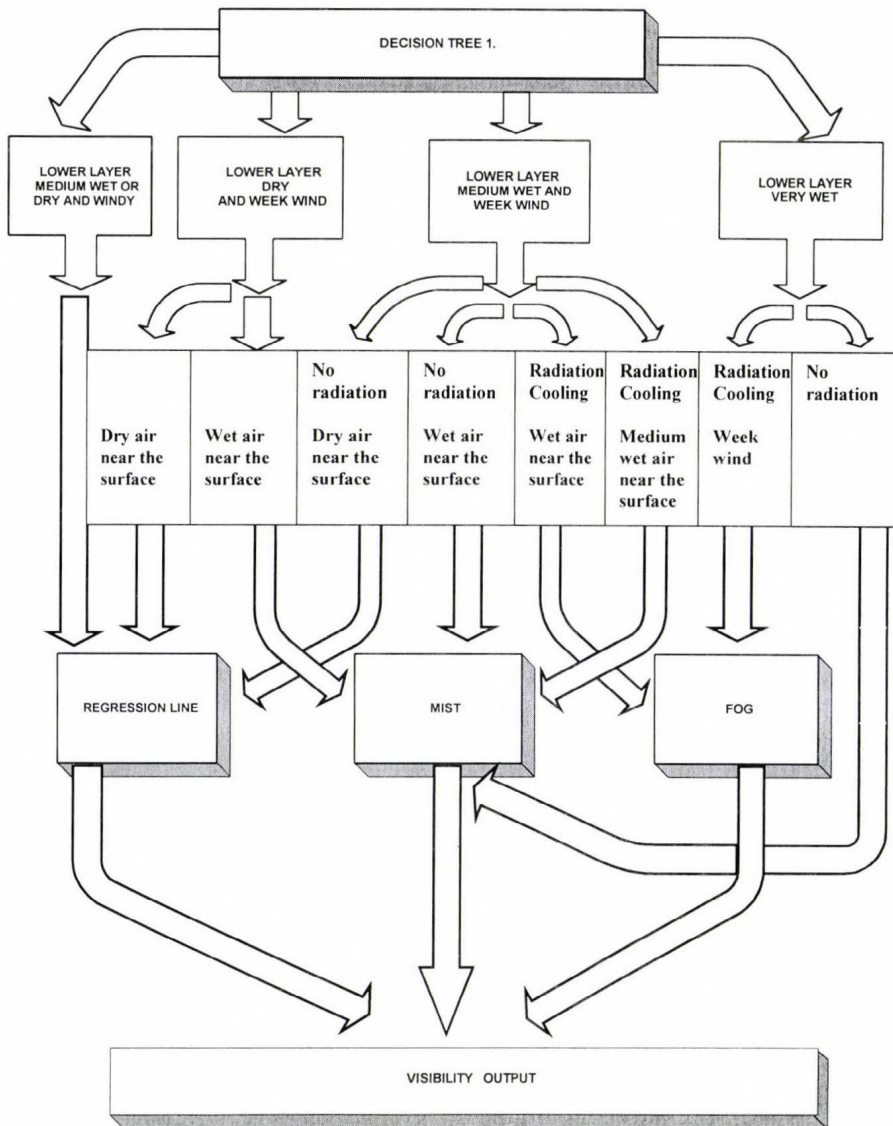 DECISION TREE 1.
LOWER LAYER
MEDIUM WET OR
DRY AND WINDY
LOWER LAYER
DRY
AND WEEK WIND
LOWER LAYER
MEDIUM WET AND
WEEK WIND
LOWER LAYER
VERY WET
Dry air
near the
surface
Wet air
near the
surface
No
radiation
Dry air
near the
surface
No
radiation
Wet air
near the
surface
Radiation
Cooling
Wet air
near the
surface
Radiation
Cooling
Medium
wet air
near the
surface
Radiation
Cooling
Week
wind
No
radiation
REGRESSION LINE
MIST
FOG
VISIBILITY OUTPUT